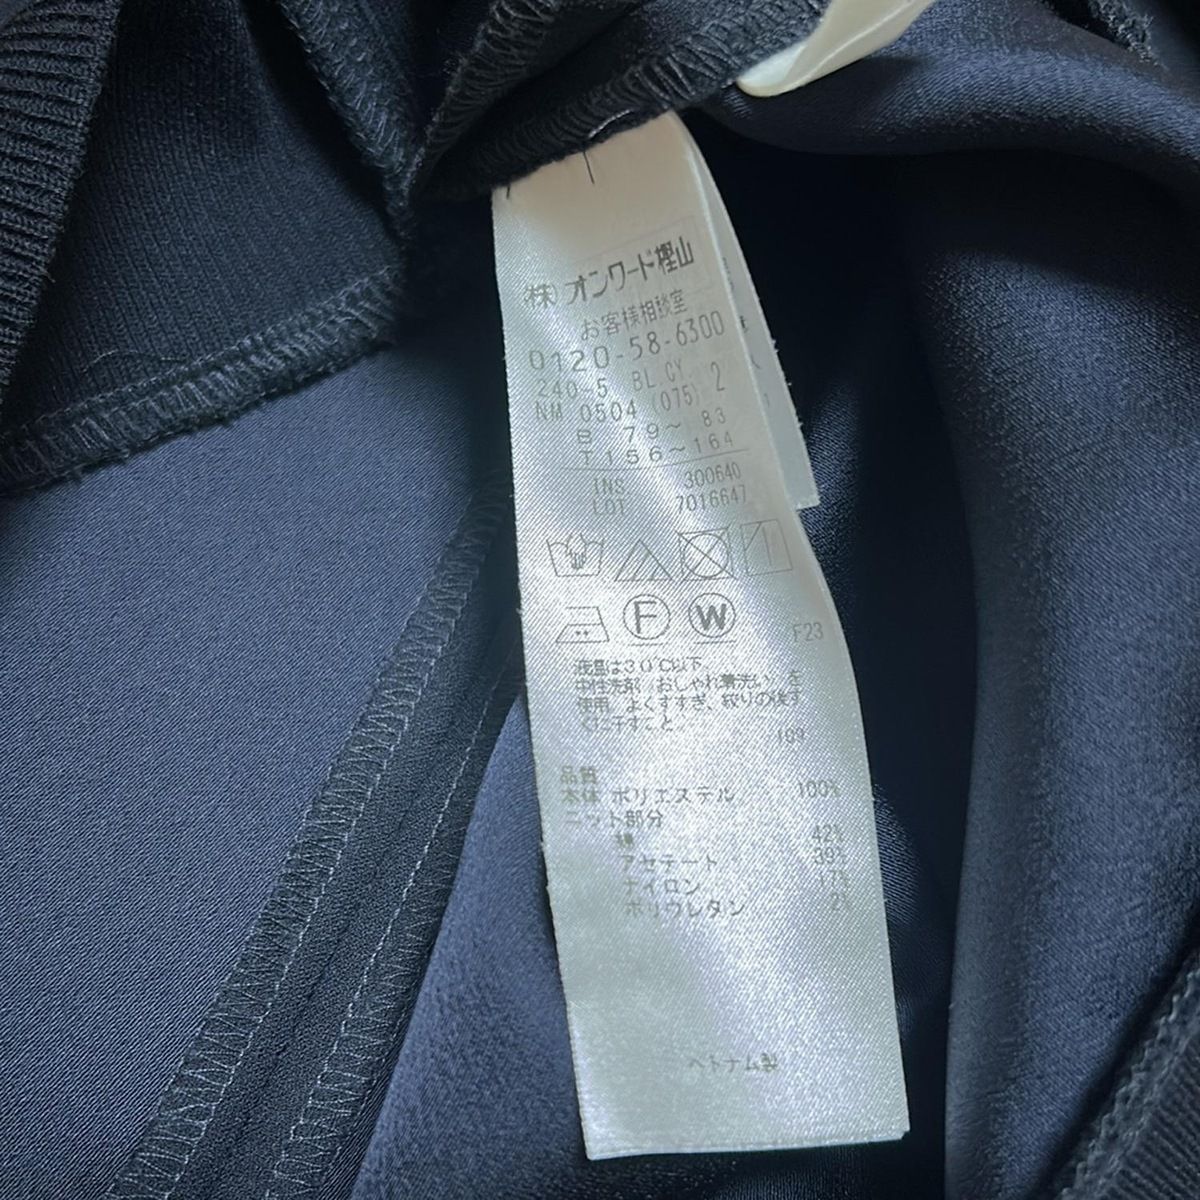 ㈱オンワード樫山
お客様相談室
0120-58-6300
240-5 BL.CY. 2
NM 0504 (075)
B 79～ 83
T156～164
INS. 300640
LOT 7016647
F W
F23
液温は30℃以下、
中性洗剤「おしゃれ着洗い」を
使用。よくすすぎ、絞りの後す
ぐに干すこと
109
品質
本体 ポリエステル 100%
ニット部分
綿 42%
アセテート 39%
ナイロン 17%
ポリウレタン 2%
ベトナム製